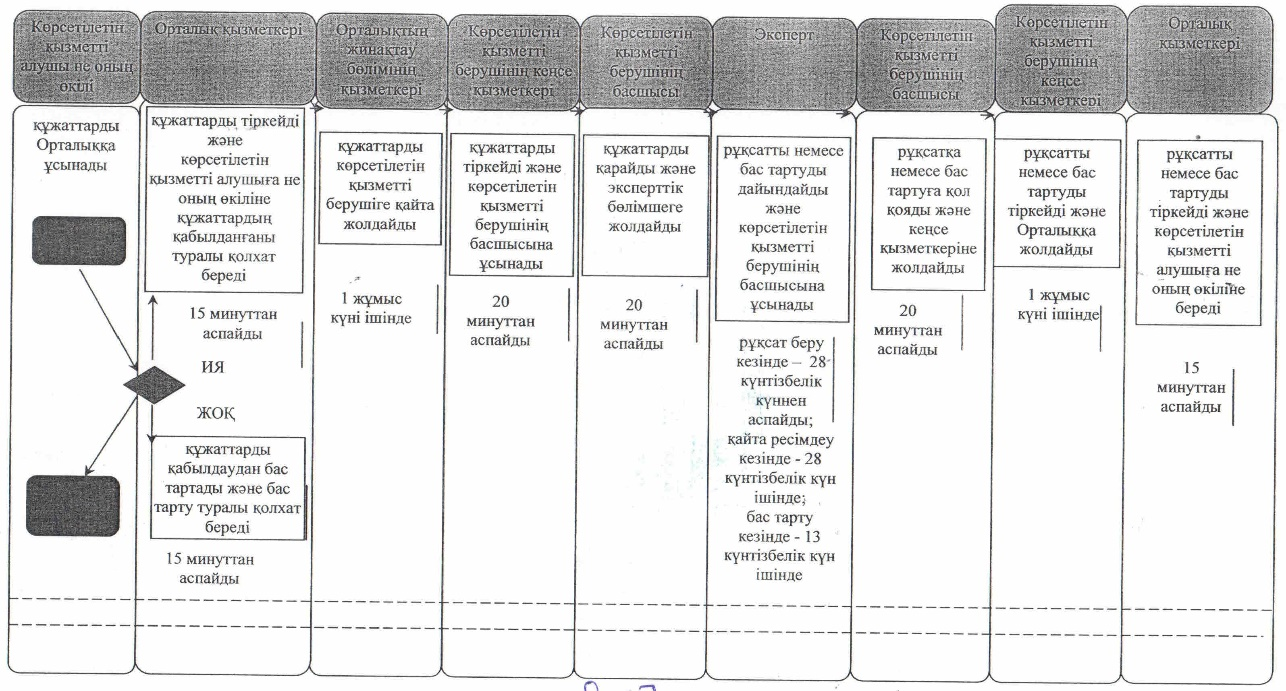 Көрсетілетін
қызметті
алушы не оның
өкілі
Орталық қызметкері
Орталықтың
жинақтау
бөлімінің
қызметкері
Көрсетілетін
қызметті
берушінің кеңсе
қызметкері
Көрсетілетін
қызметті
берушінің
басшысы
Эксперт
Көрсетілетін
қызметті
берушінің
басшысы
Көрсетілетін
қызметті
берушінің
кеңсе
қызметкері
Орталық
қызметкері
құжаттарды
Орталыққа
ұсынады
құжаттарды тіркейді
және
көрсетілетін
қызметті алушыға не
оның өкіліне
құжаттардың
қабылданғаны
туралы қолхат
береді
15 минуттан
аспайды
ИЯ
ЖОҚ
құжаттарды
қабылдаудан бас
тартады және бас
тарту туралы қолхат
береді
15 минуттан
аспайды
құжаттарды
көрсетілетін
қызметті
берушіге қайта
жолдайды
1 жұмыс
күні ішінде
құжаттарды
тіркейді және
көрсетілетін
қызметті
берушінің
басшысына
ұсынады
20
минуттан
аспайды
құжаттарды
қарайды және
эксперттік
бөлімшеге
жолдайды
20
минуттан
аспайды
рұқсатты немесе
бас тартуды
дайындайды
және
көрсетілетін
қызметті
берушінің
басшысына
ұсынады
рұқсат беру
кезінде – 28
күнтізбелік
күннен
аспайды;
қайта ресімдеу
кезінде - 28
күнтізбелік күн
ішінде;
бас тарту
кезінде - 13
күнтізбелік күн
ішінде
рұқсатқа
немесе бас
тартуға қол
қояды және
кеңсе
қызметкеріне
жолдайды
20
минуттан
аспайды
рұқсатты
немесе бас
тартуды
тіркейді және
Орталыққа
жолдайды
1 жұмыс
күні ішінде
рұқсатты
немесе бас
тартуды
тіркейді және
көрсетілетін
қызметті
алушыға не
оның өкіліне
береді
15
минуттан
аспайды